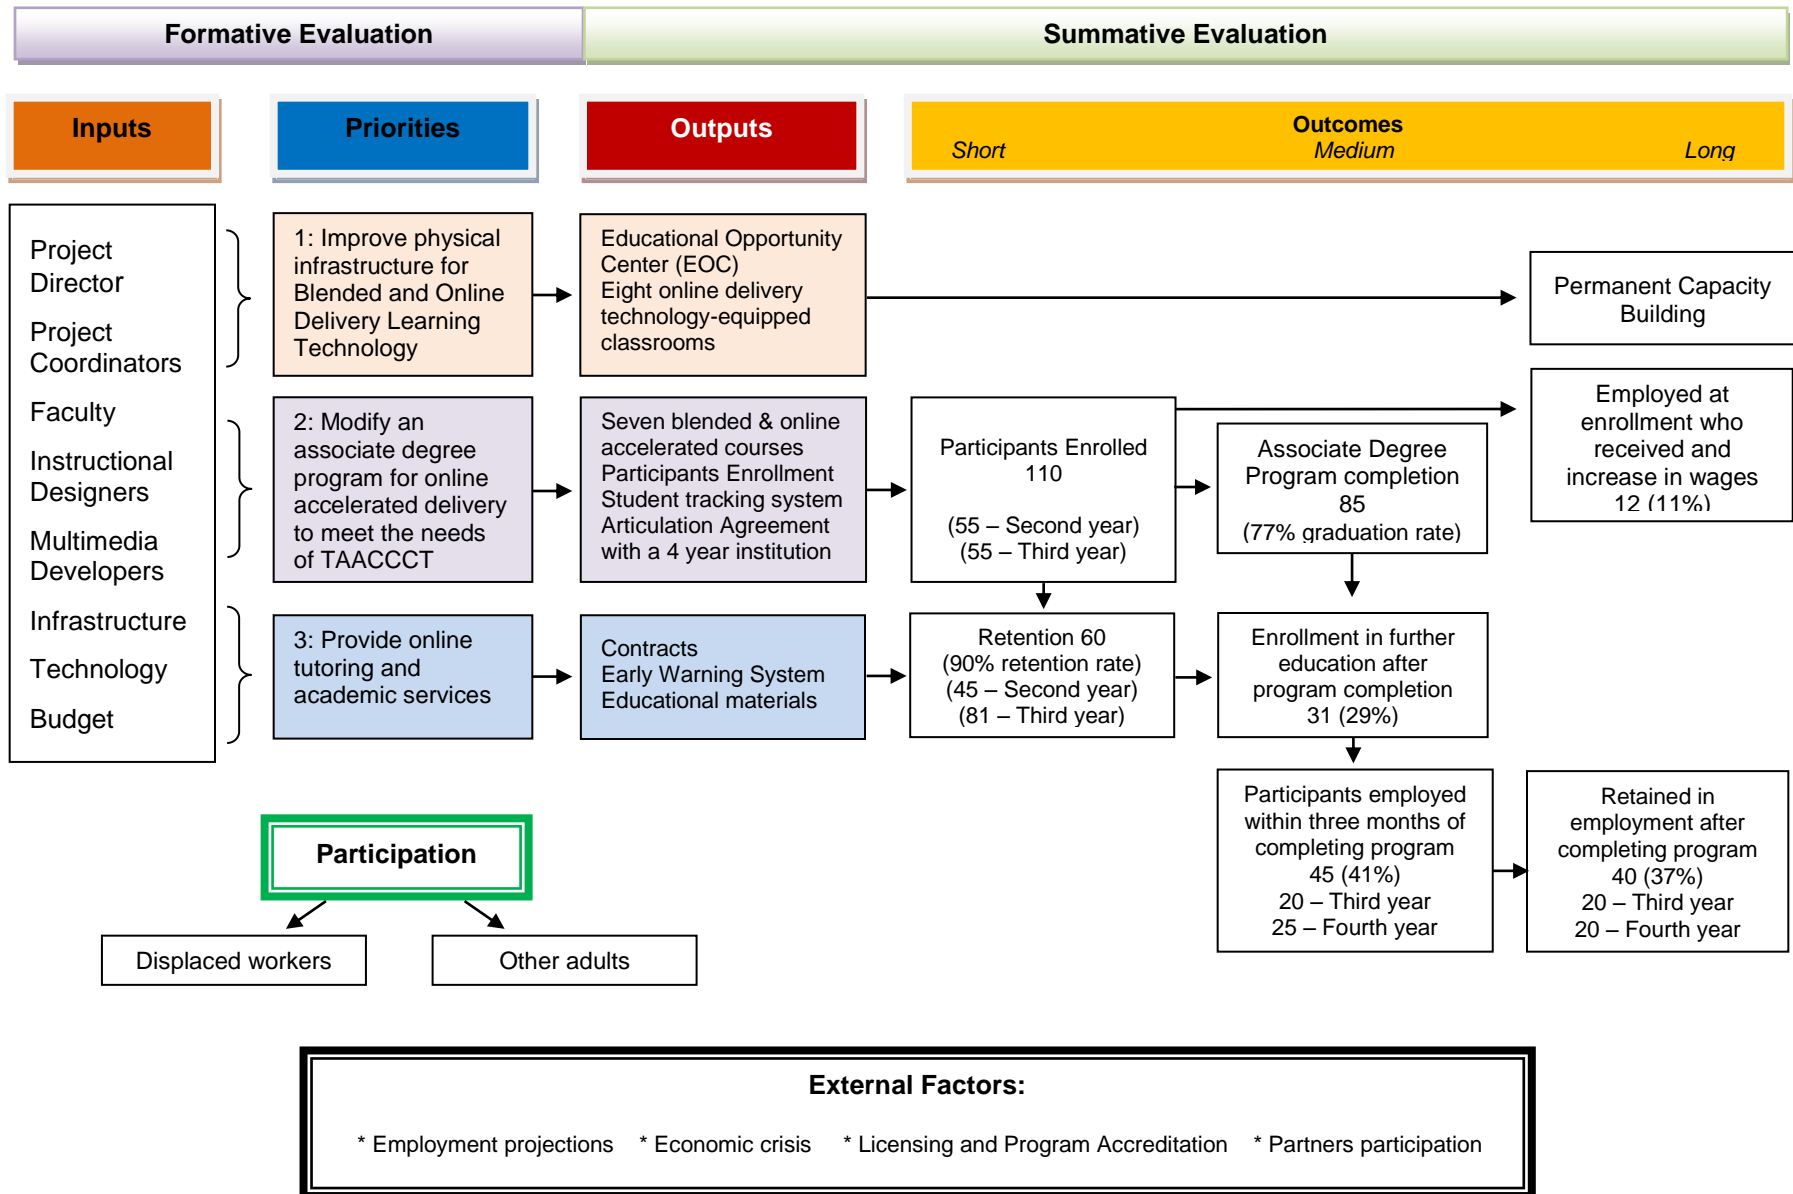 Formative Evaluation
Summative Evaluation
Inputs
Priorities
Outputs
Outcomes
Short
Medium
Long
Project
Director
Project
Coordinators
Faculty
Instructional
Designers
Multimedia
Developers
Infrastructure
Technology
Budget
1: Improve physical
infrastructure for
Blended and Online
Delivery Learning
Technology
Educational Opportunity
Center (EOC)
Eight online delivery
technology-equipped
classrooms
Permanent Capacity
Building
2: Modify an
associate degree
program for online
accelerated delivery
to meet the needs
of TAACCCT
Seven blended & online
accelerated courses
Participants Enrollment
Student tracking system
Articulation Agreement
with a 4 year institution
Participants Enrolled
110
(55 – Second year)
(55 – Third year)
Associate Degree
Program completion
85
(77% graduation rate)
Employed at
enrollment who
received and
increase in wages
12 (11%)
3: Provide online
tutoring and
academic services
Contracts
Early Warning System
Educational materials
Retention 60
(90% retention rate)
(45 – Second year)
(81 – Third year)
Enrollment in further
education after
program completion
31 (29%)
Participants employed
within three months of
completing program
45 (41%)
20 – Third year
25 – Fourth year
Retained in
employment after
completing program
40 (37%)
20 – Third year
20 – Fourth year
Participation
Displaced workers
Other adults
External Factors:
* Employment projections * Economic crisis * Licensing and Program Accreditation * Partners participation